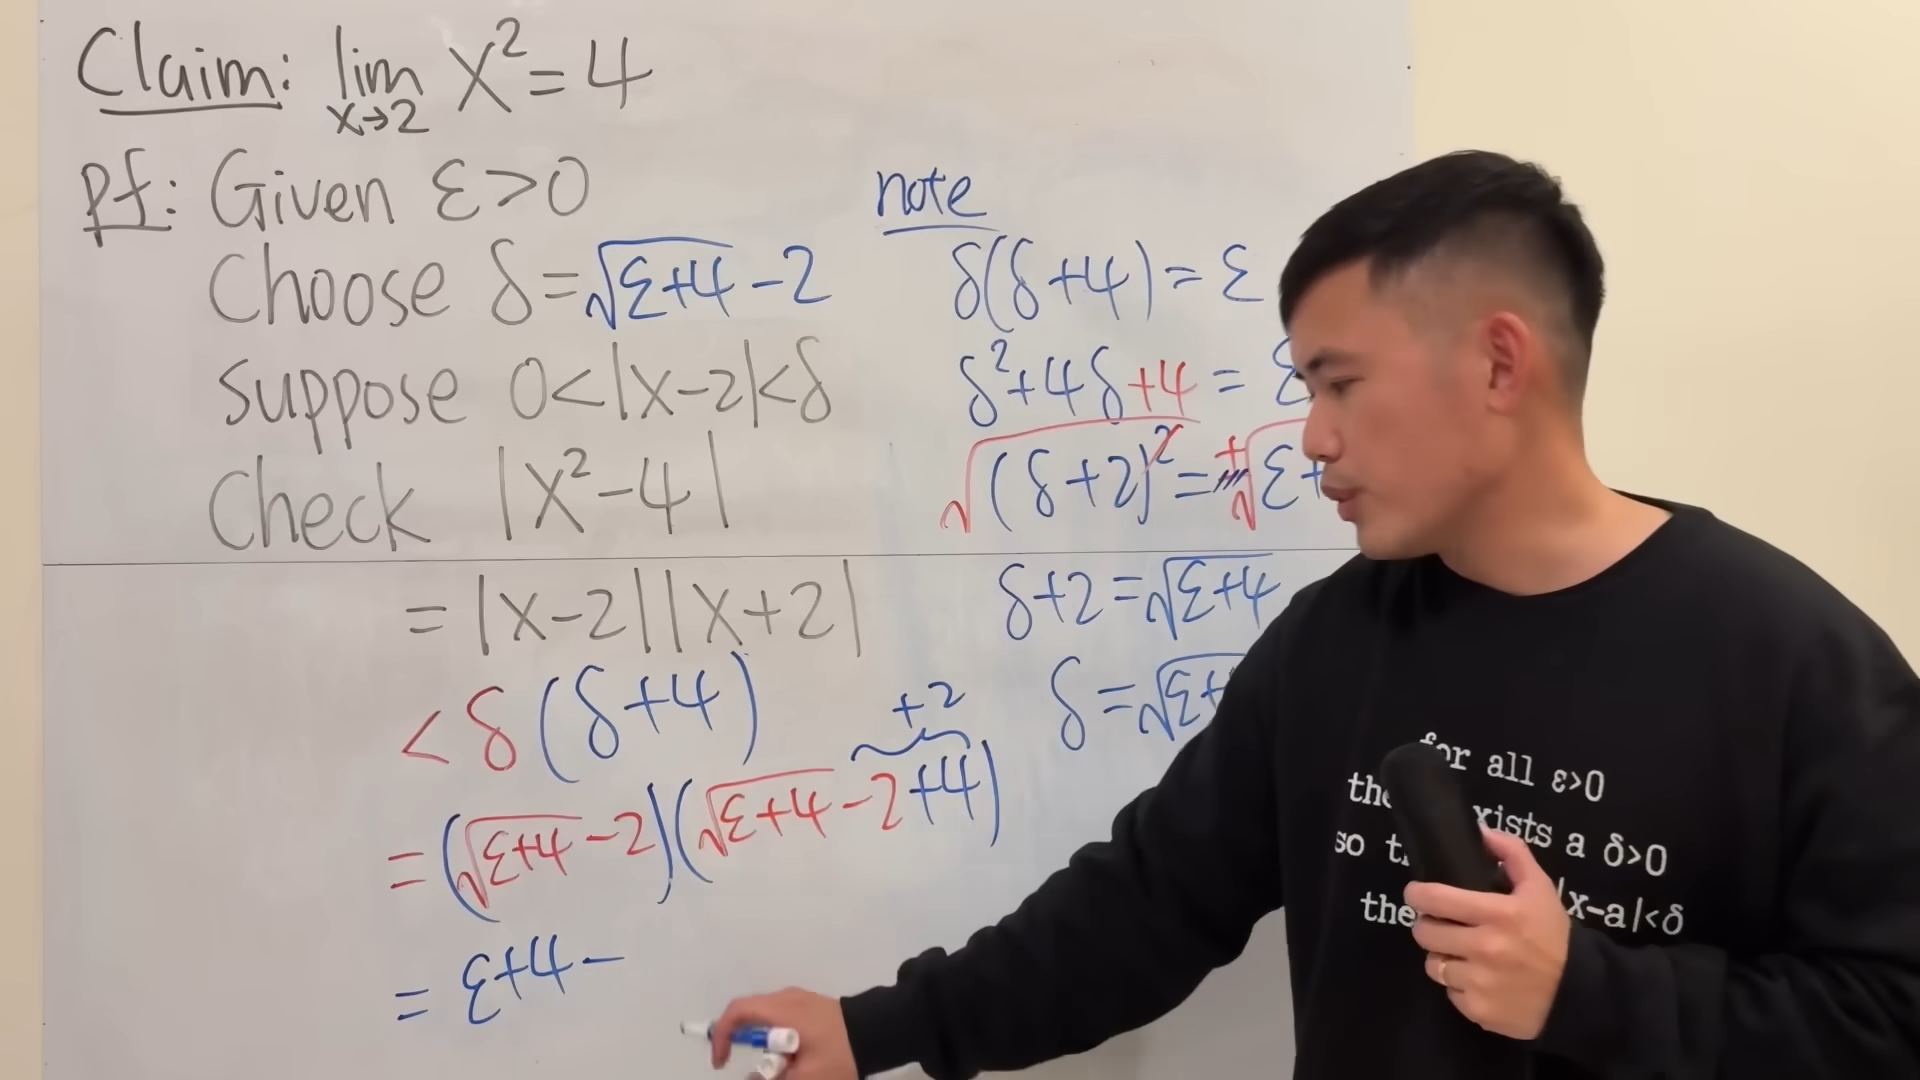 Claim: lim x→2 x² = 4
pf: Given ε>0
Choose δ = √(ε+4) - 2
suppose 0<|x-2|<δ
Check |x²-4|
= |x-2||x+2|
< δ(δ+4)
+2
= (√(ε+4) - 2)(√(ε+4) - 2 + 4)
= ε+4 -
note
δ(δ+4) = ε
δ²+4δ+4 = ε
√(δ+2)² = +√ε+
δ+2 = √(ε+4)
δ = √ε+
for all ε>0
exists a δ>0
so
|x-a|<δ